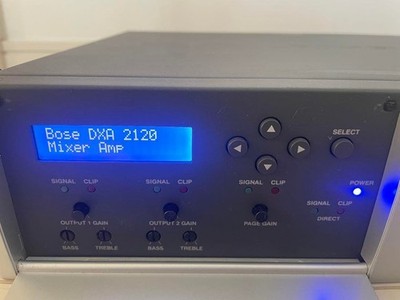 Bose DXA 2120
Mixer Amp
SELECT
SIGNAL CLIP
SIGNAL CLIP
SIGNAL CLIP
POWER
SIGNAL CLIP
DIRECT
OUTPUT 1 GAIN
OUTPUT 2 GAIN
PAGE GAIN
BASS TREBLE
BASS TREBLE